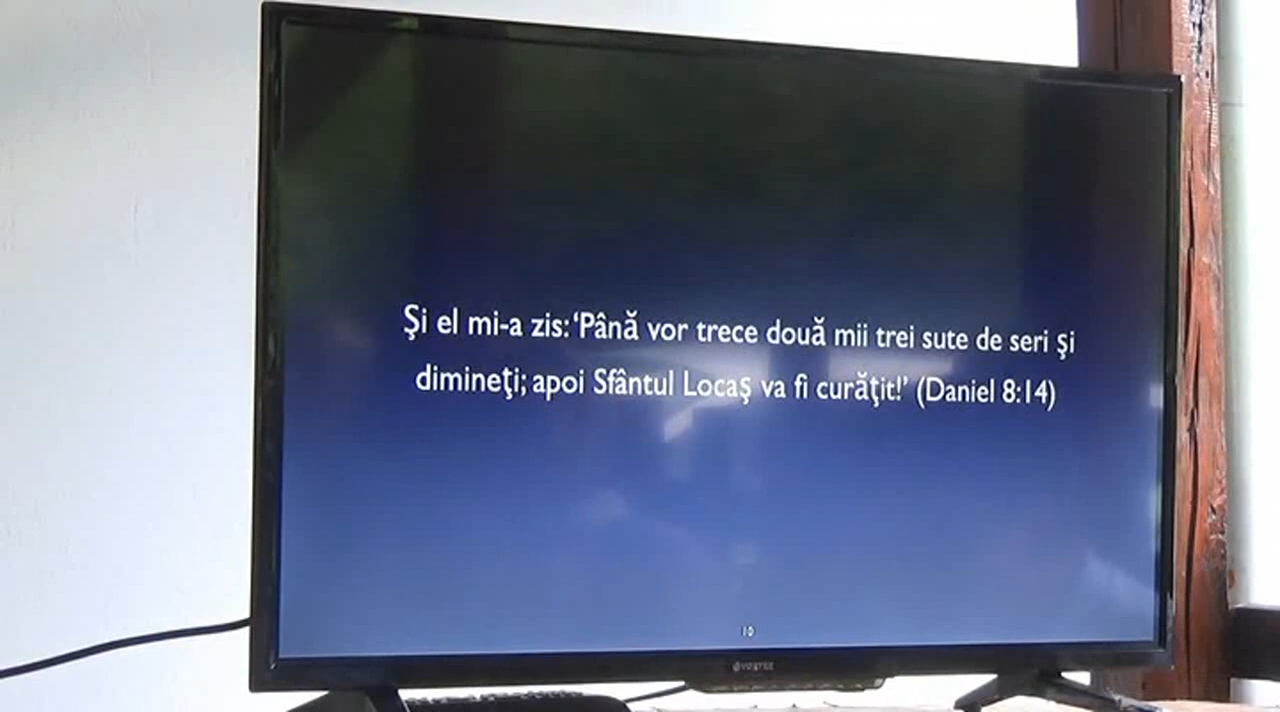 Şi el mi-a zis: ‘Până vor trece două mii trei sute de seri şi
dimineţi; apoi Sfântul Locaş va fi curăţit!’ (Daniel 8:14)
10
VORTEX